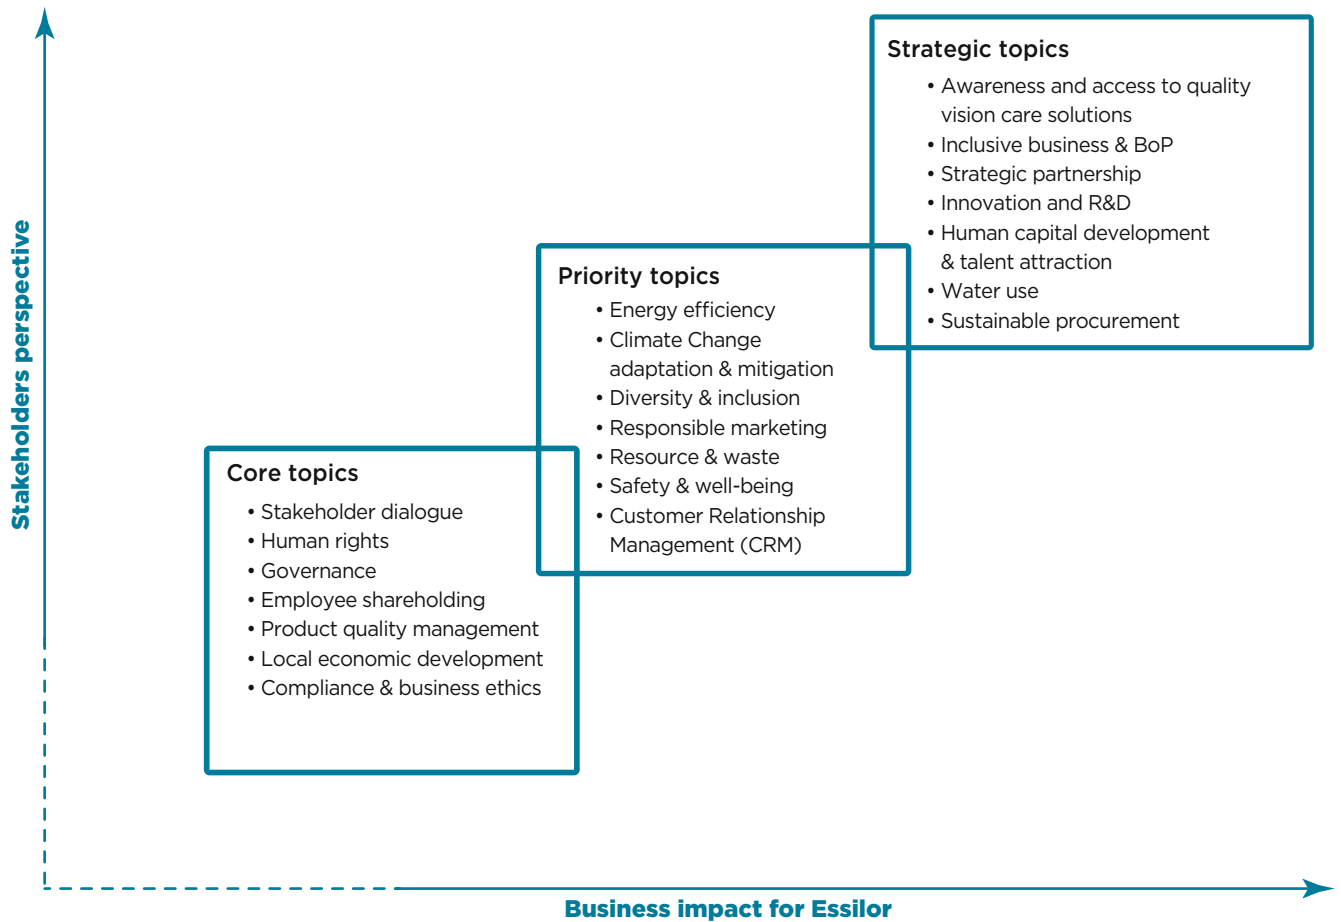 Strategic topics
• Awareness and access to quality
vision care solutions
• Inclusive business & BoP
• Strategic partnership
• Innovation and R&D
• Human capital development
& talent attraction
• Water use
• Sustainable procurement
Priority topics
• Energy efficiency
• Climate Change
adaptation & mitigation
• Diversity & inclusion
• Responsible marketing
• Resource & waste
• Safety & well-being
• Customer Relationship
Management (CRM)
Core topics
• Stakeholder dialogue
• Human rights
• Governance
• Employee shareholding
• Product quality management
• Local economic development
• Compliance & business ethics
Stakeholders perspective
Business impact for Essilor